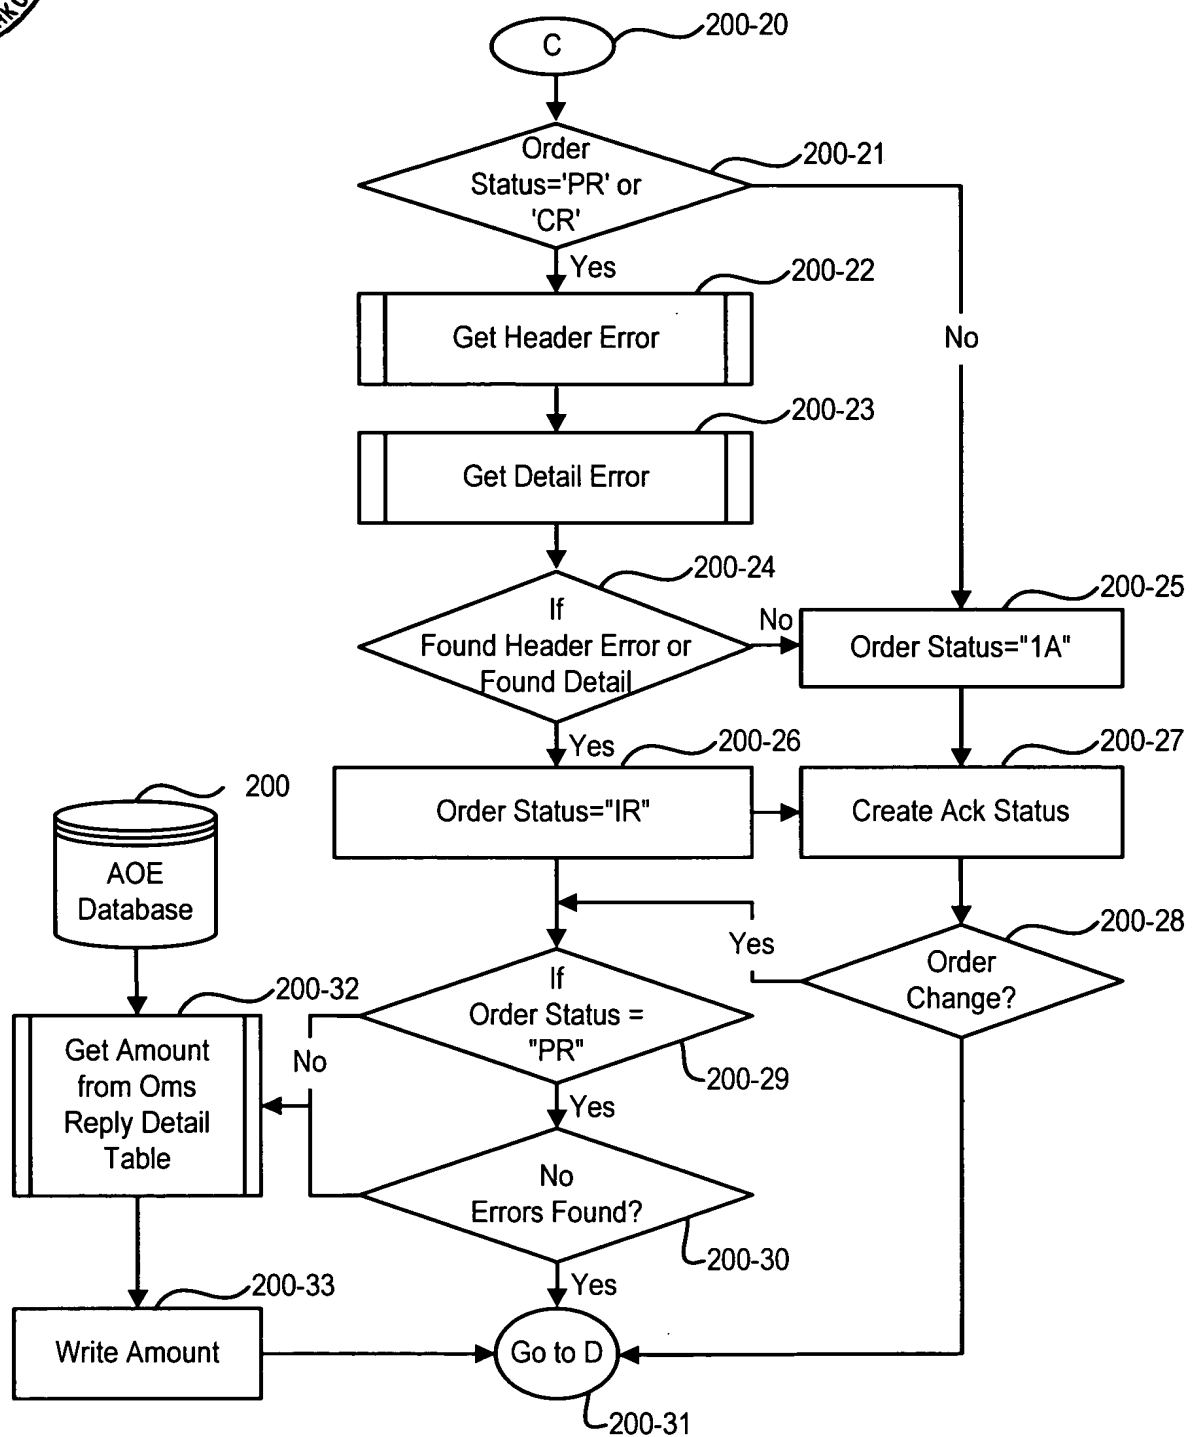 C
200-20
Order
Status='PR' or
'CR'
200-21
Yes
200-22
Get Header Error
No
200-23
Get Detail Error
200-24
If
Found Header Error or
Found Detail
No
200-25
Order Status="1A"
Yes
200-26
Order Status="IR"
200-27
Create Ack Status
200
AOE
Database
Yes
200-28
Order
Change?
200-32
Get Amount
from Oms
Reply Detail
Table
No
If
Order Status =
"PR"
200-29
Yes
No
Errors Found?
200-30
Yes
200-33
Write Amount
Go to D
200-31